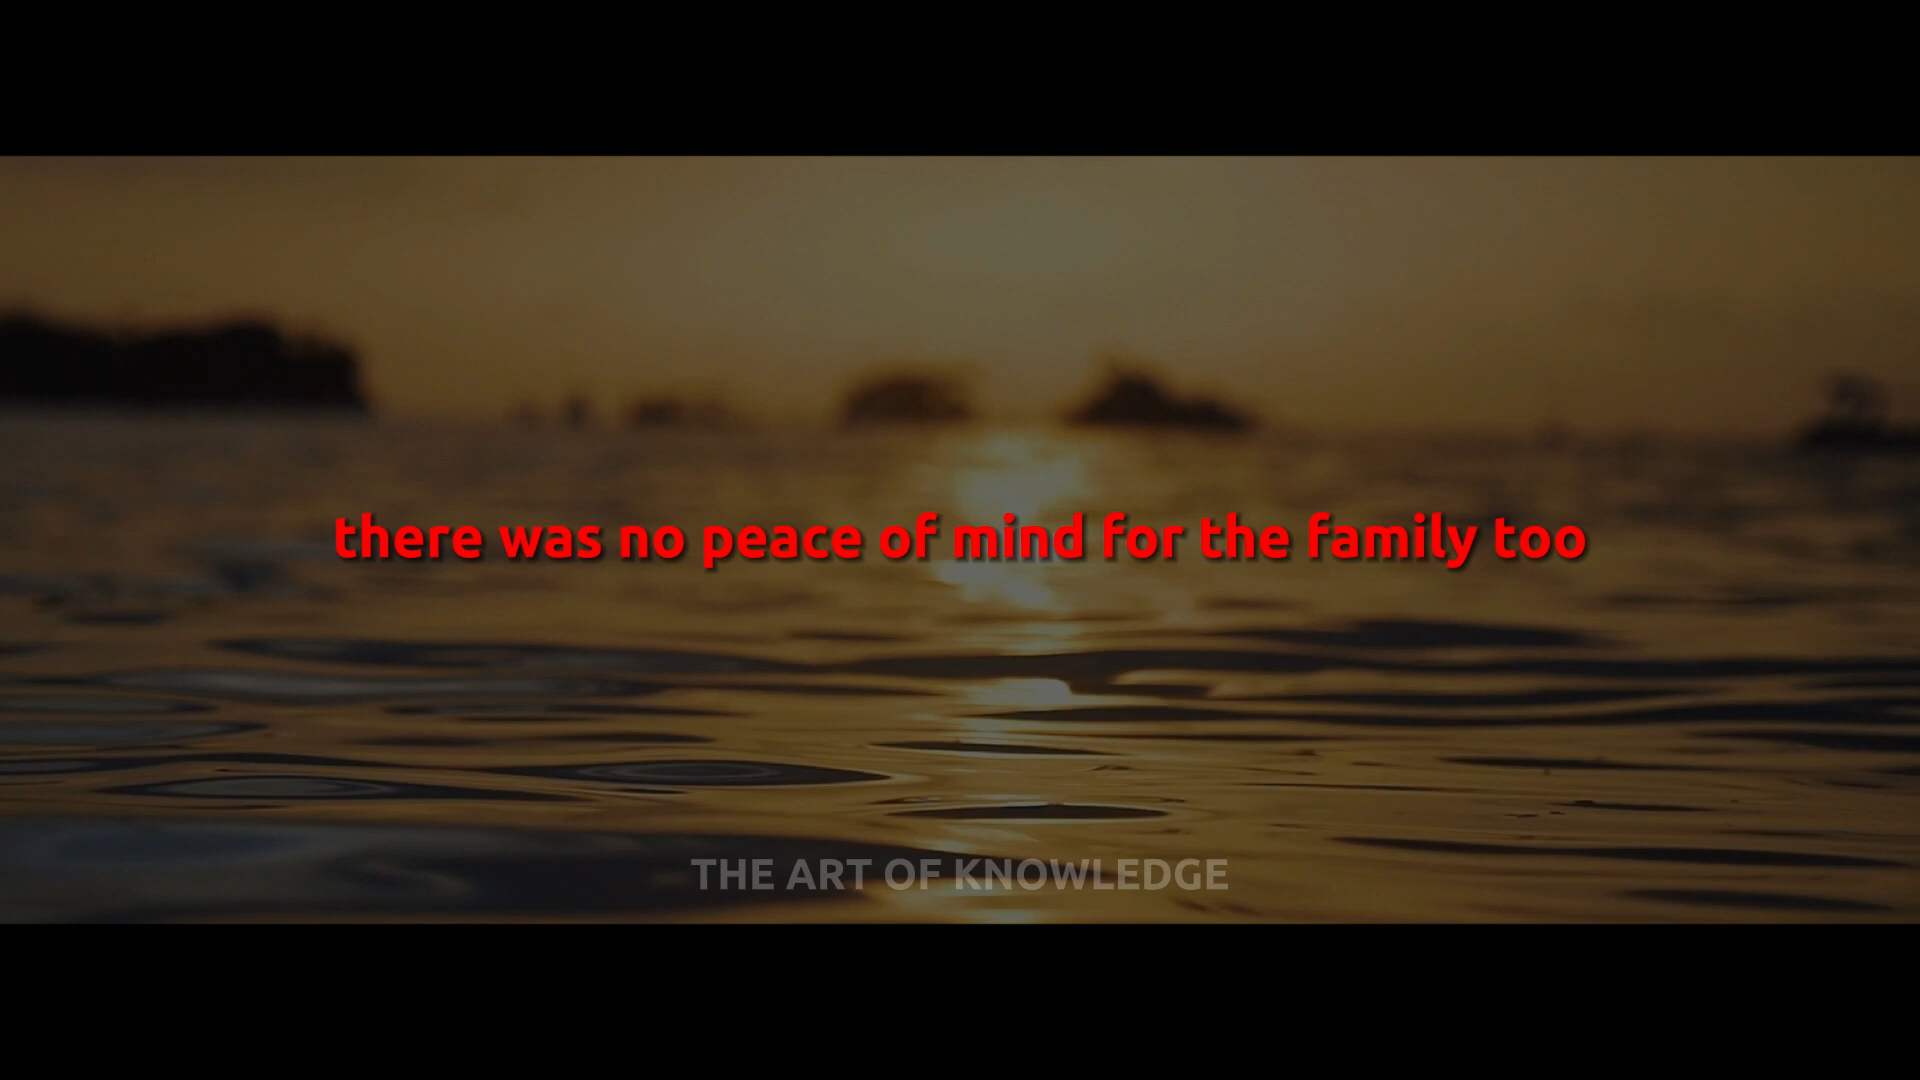 there was no peace of mind for the family too
THE ART OF KNOWLEDGE